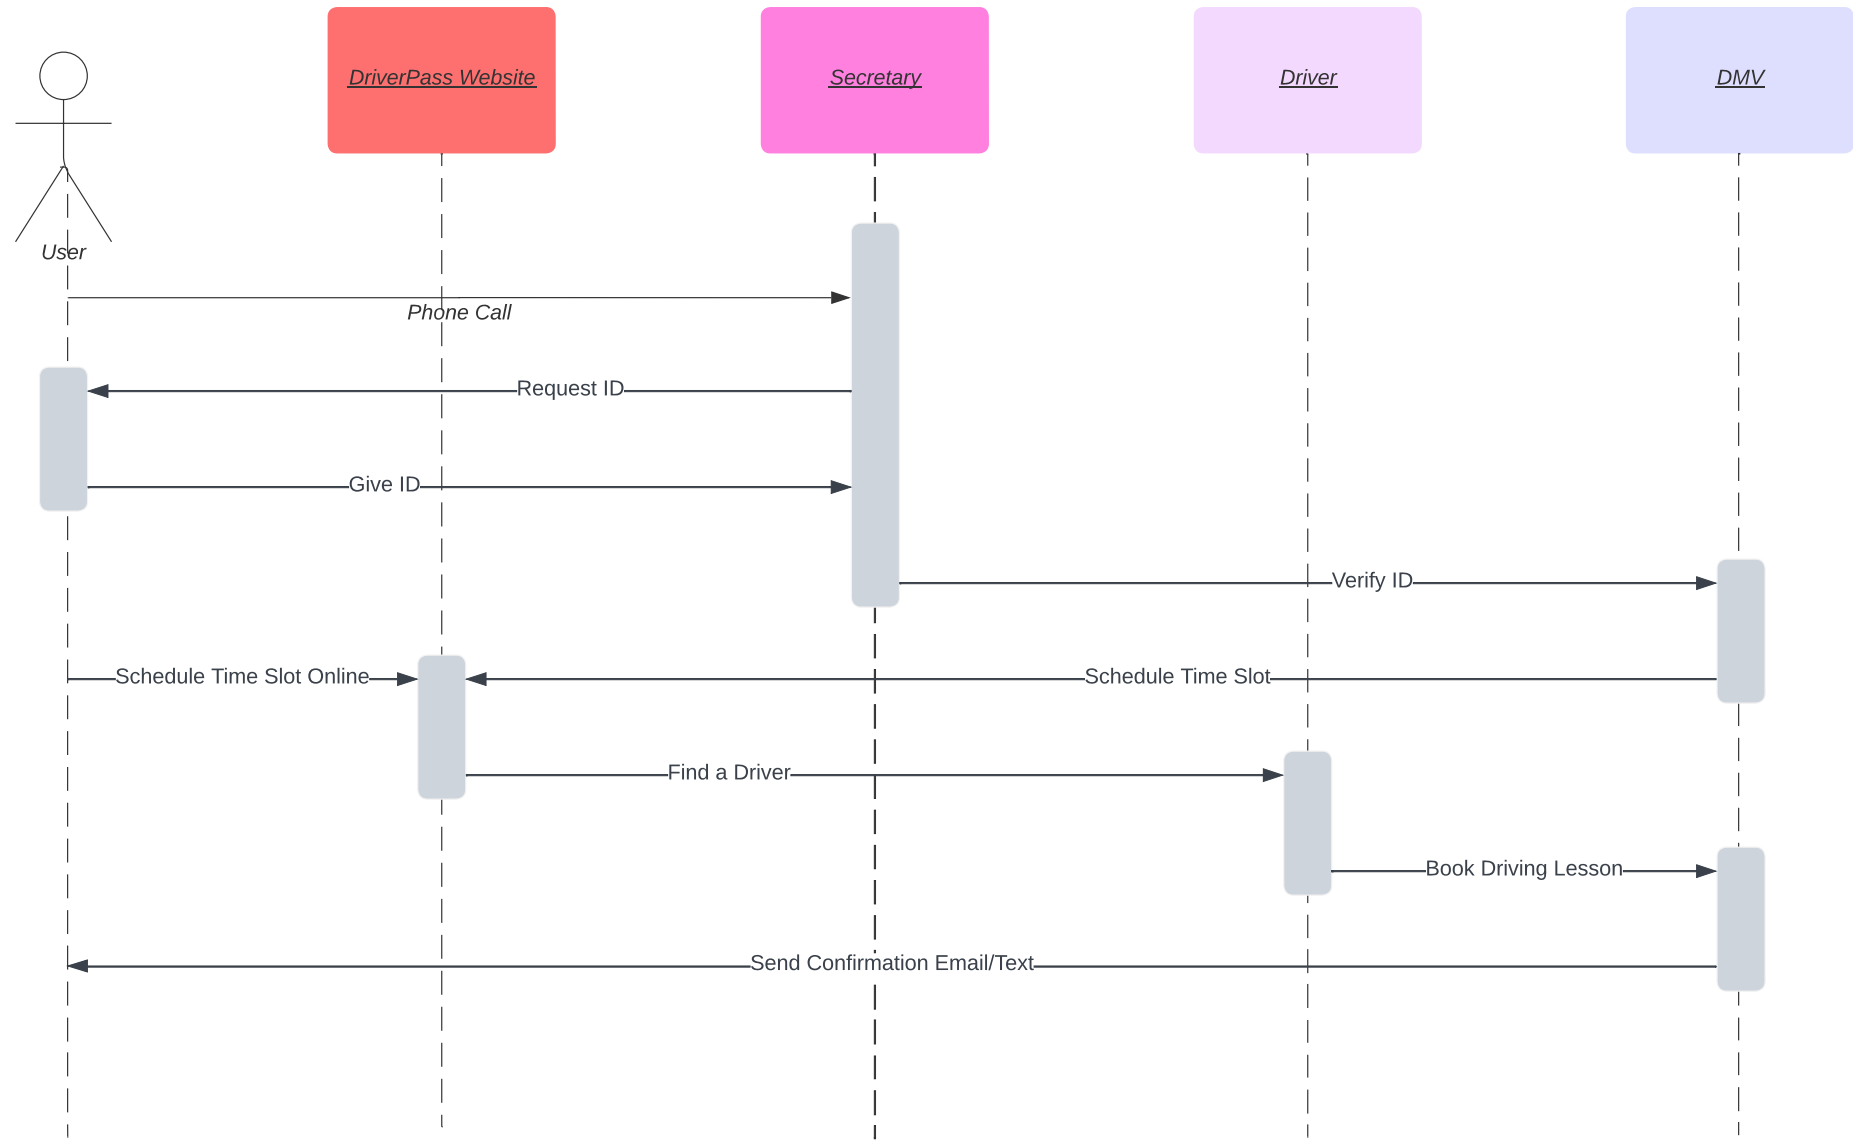 DriverPass Website
Secretary
Driver
DMV
User
Phone Call
Request ID
Give ID
Verify ID
Schedule Time Slot Online
Schedule Time Slot
Find a Driver
Book Driving Lesson
Send Confirmation Email/Text